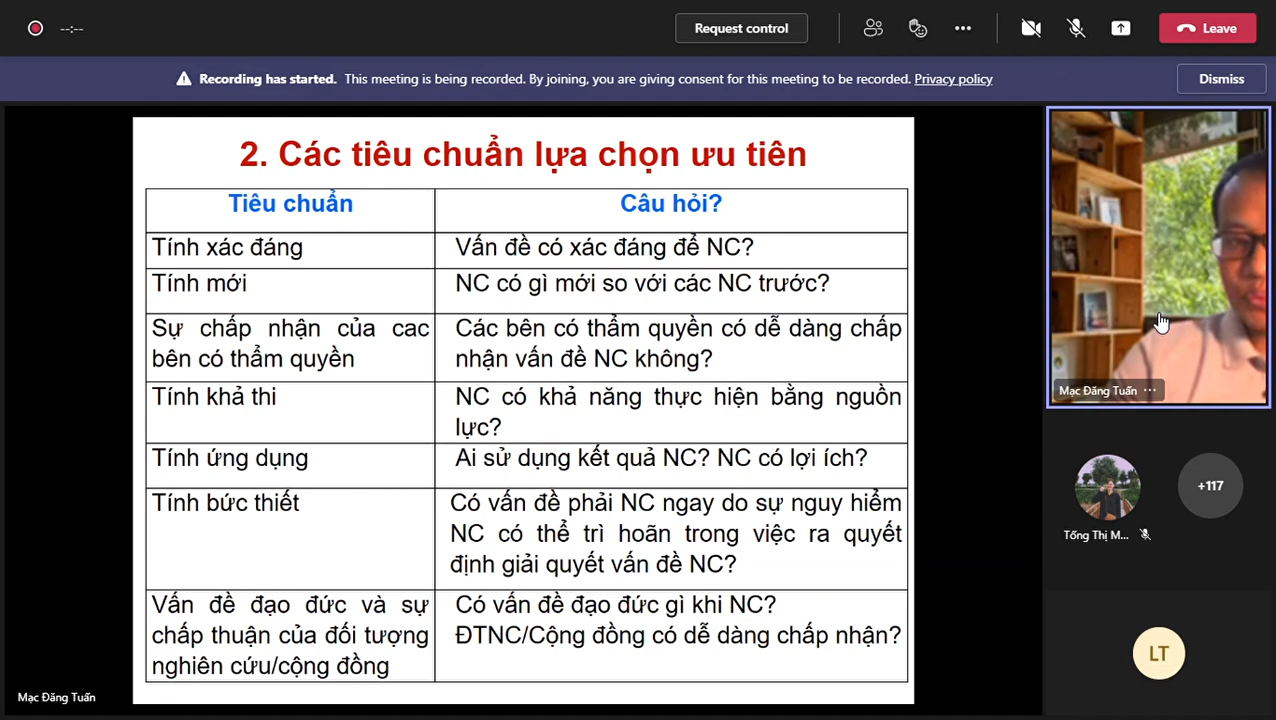 --:--
Request control
Leave
Recording has started. This meeting is being recorded. By joining, you are giving consent for this meeting to be recorded. Privacy policy
Dismiss
2. Các tiêu chuẩn lựa chọn ưu tiên
Tiêu chuẩn
Câu hỏi?
Tính xác đáng
Vấn đề có xác đáng để NC?
Tính mới
NC có gì mới so với các NC trước?
Sự chấp nhận của cac
bên có thẩm quyền
Các bên có thẩm quyền có dễ dàng chấp
nhận vấn đề NC không?
Tính khả thi
NC có khả năng thực hiện bằng nguồn
lực?
Tính ứng dụng
Ai sử dụng kết quả NC? NC có lợi ích?
Tính bức thiết
Có vấn đề phải NC ngay do sự nguy hiểm
NC có thể trì hoãn trong việc ra quyết
định giải quyết vấn đề NC?
Vấn đề đạo đức và sự
chấp thuận của đối tượng
nghiên cứu/cộng đồng
Có vấn đề đạo đức gì khi NC?
ĐTNC/Cộng đồng có dễ dàng chấp nhận?
Mạc Đăng Tuấn
Mạc Đăng Tuấn ...
+117
Tống Thị M...
LT